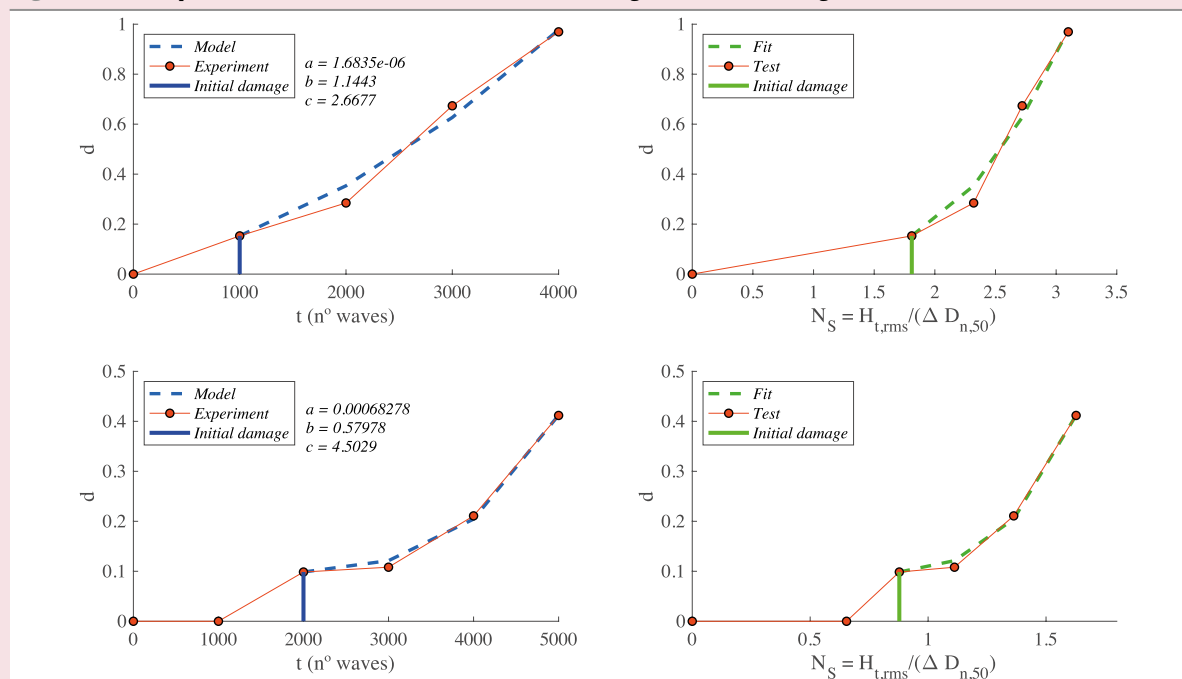 1
0.8
0.6
0.4
0.2
0
d
Model
Experiment
Initial damage
a = 1.6835e-06
b = 1.1443
c = 2.6677
0 1000 2000 3000 4000
t (nº waves)
1
0.8
0.6
0.4
0.2
0
d
Fit
Test
Initial damage
0 0.5 1 1.5 2 2.5 3 3.5
N_S = H_t,rms/(Δ D_n,50)
0.5
0.4
0.3
0.2
0.1
0
d
Model
Experiment
Initial damage
a = 0.00068278
b = 0.57978
c = 4.5029
0 1000 2000 3000 4000 5000
t (nº waves)
0.5
0.4
0.3
0.2
0.1
0
d
Fit
Test
Initial damage
0 0.5 1 1.5
N_S = H_t,rms/(Δ D_n,50)